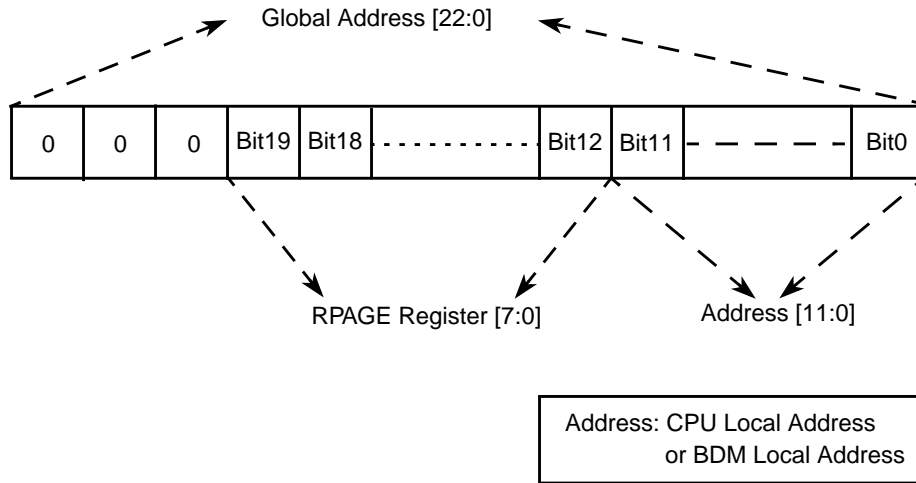 Global Address [22:0]
0 0 0 Bit19 Bit18 Bit12 Bit11 Bit0
RPAGE Register [7:0]
Address [11:0]
Address: CPU Local Address
or BDM Local Address